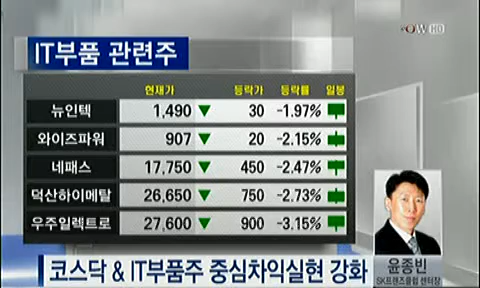 IT부품 관련주
NOW HD
현재가 등락가 등락률 일봉
뉴인텍 1,490 ▼ 30 -1.97%
와이즈파워 907 ▼ 20 -2.15%
네패스 17,750 ▼ 450 -2.47%
덕산하이메탈 26,650 ▼ 750 -2.73%
우주일렉트로 27,600 ▼ 900 -3.15%
윤종빈
SK프렌즈클럽 센터장
코스닥 & IT부품주 중심차익실현 강화